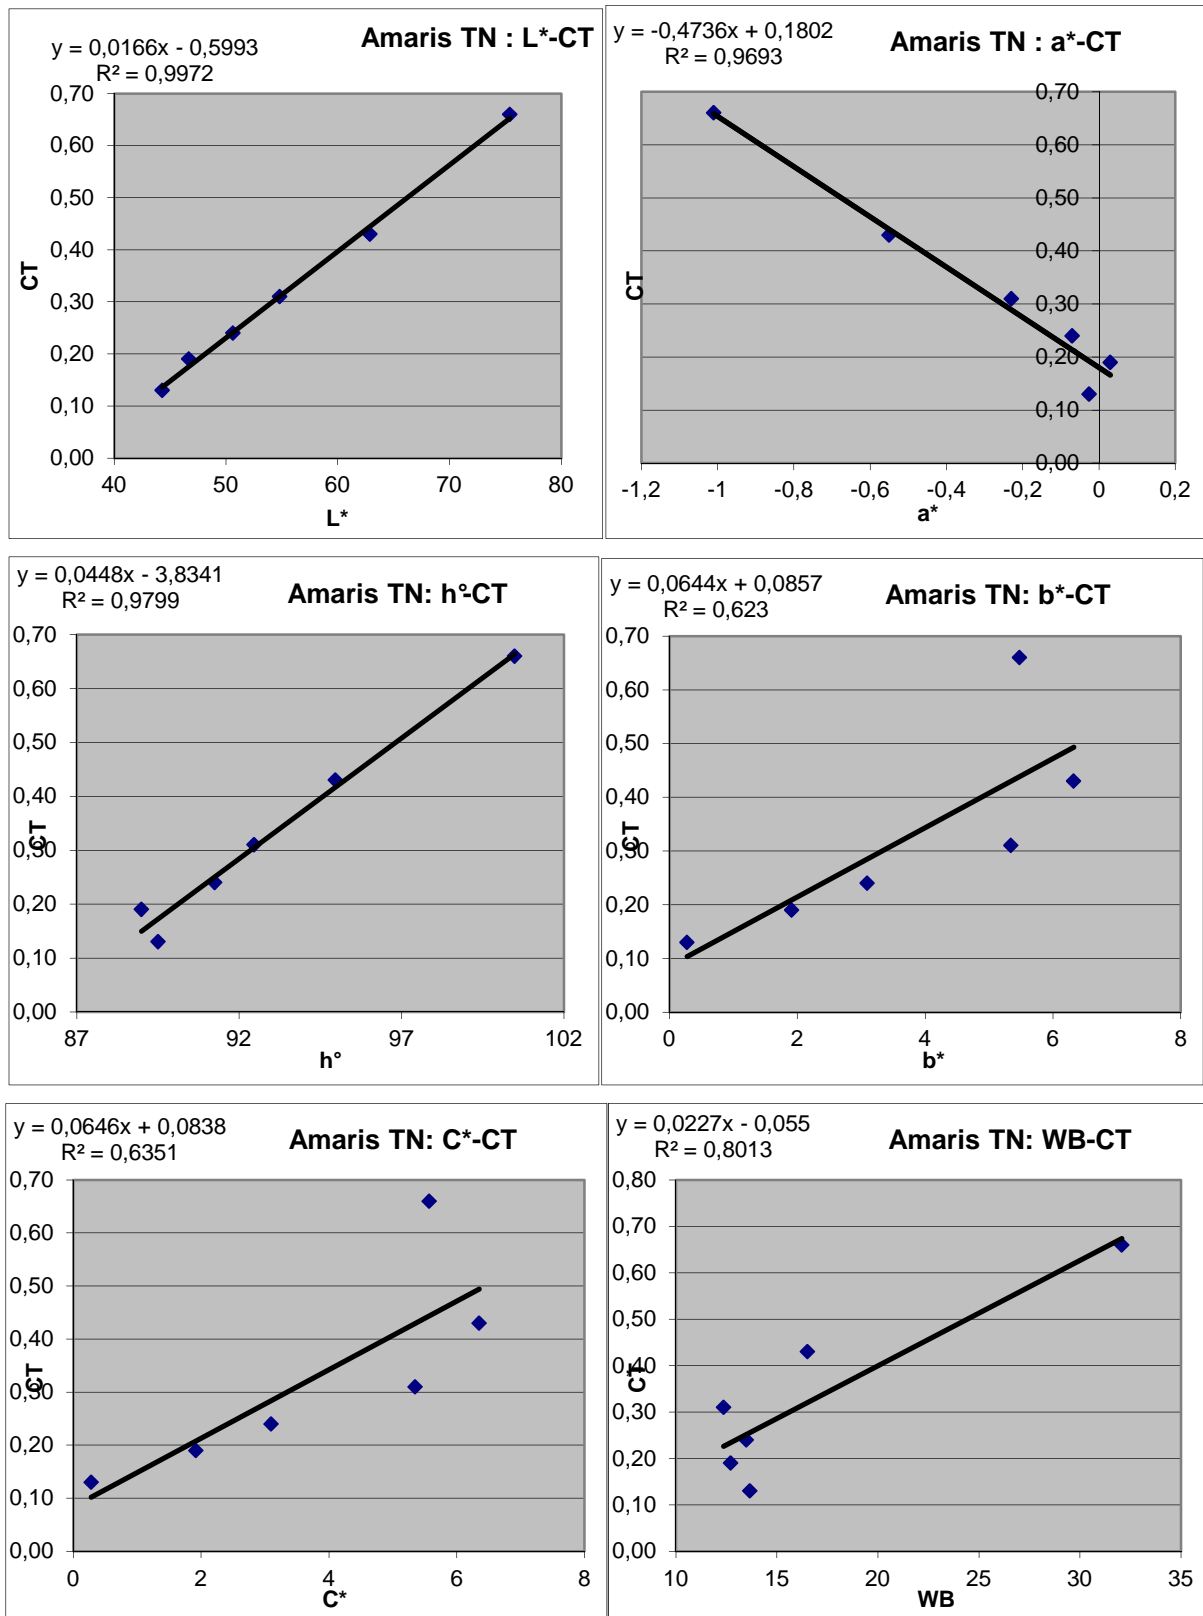 y = 0,0166x - 0,5993
R² = 0,9972
Amaris TN : L*-CT
0,70
0,60
0,50
0,40
0,30
0,20
0,10
0,00
CT
40 50 60 70 80
L*
y = -0,4736x + 0,1802
R² = 0,9693
Amaris TN : a*-CT
0,70
0,60
0,50
0,40
0,30
0,20
0,10
0,00
CT
-1,2 -1 -0,8 -0,6 -0,4 -0,2 0 0,2
a*
y = 0,0448x - 3,8341
R² = 0,9799
Amaris TN: h°-CT
0,70
0,60
0,50
0,40
0,30
0,20
0,10
0,00
CT
87 92 97 102
h°
y = 0,0644x + 0,0857
R² = 0,623
Amaris TN: b*-CT
0,70
0,60
0,50
0,40
0,30
0,20
0,10
0,00
CT
0 2 4 6 8
b*
y = 0,0646x + 0,0838
R² = 0,6351
Amaris TN: C*-CT
0,70
0,60
0,50
0,40
0,30
0,20
0,10
0,00
CT
0 2 4 6 8
C*
y = 0,0227x - 0,055
R² = 0,8013
Amaris TN: WB-CT
0,80
0,70
0,60
0,50
0,40
0,30
0,20
0,10
0,00
CT
10 15 20 25 30 35
WB